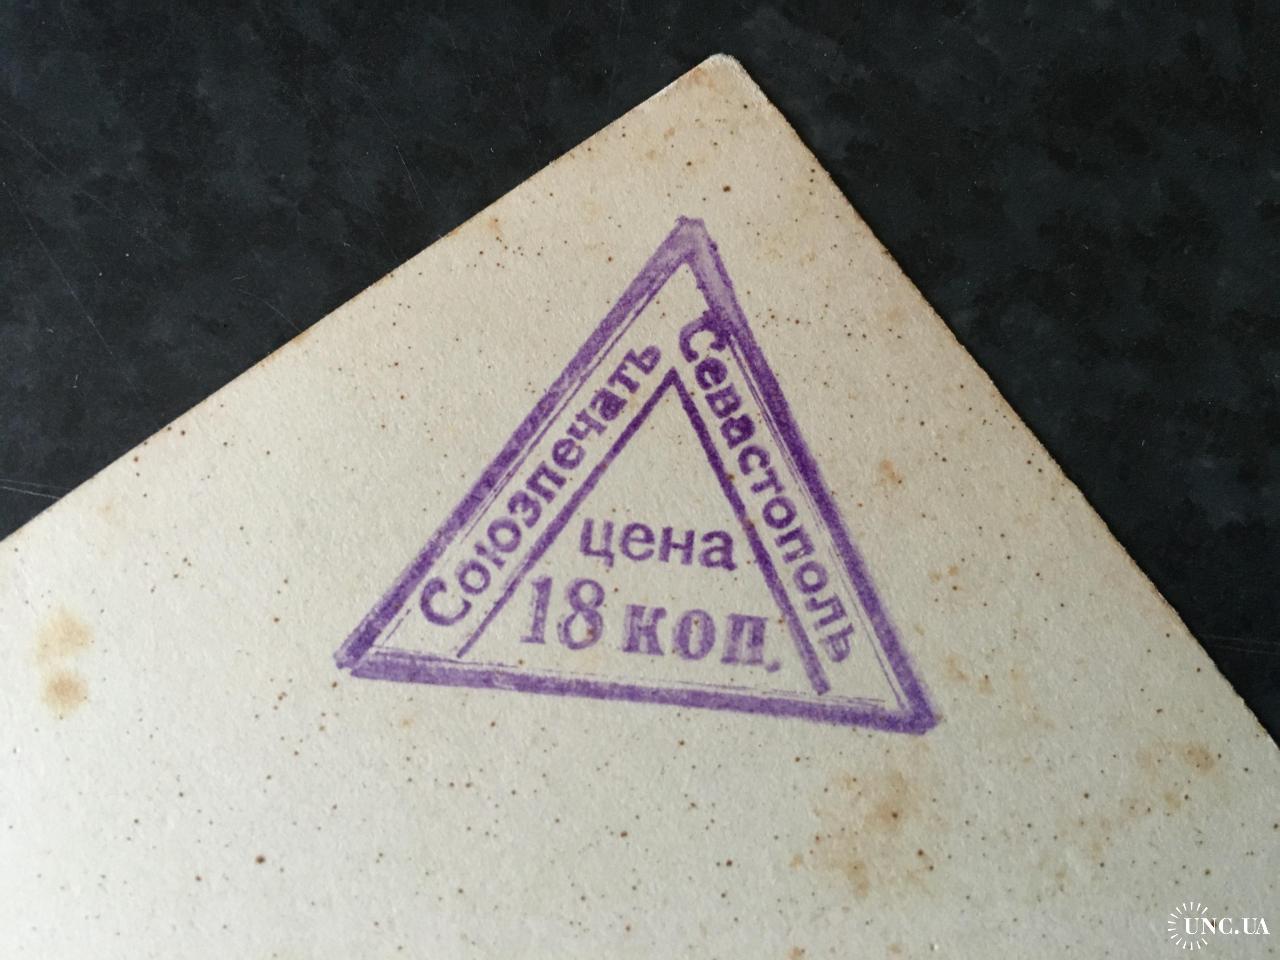 Союзпечать
Севастополь
цена
18 коп.
UNC.UA